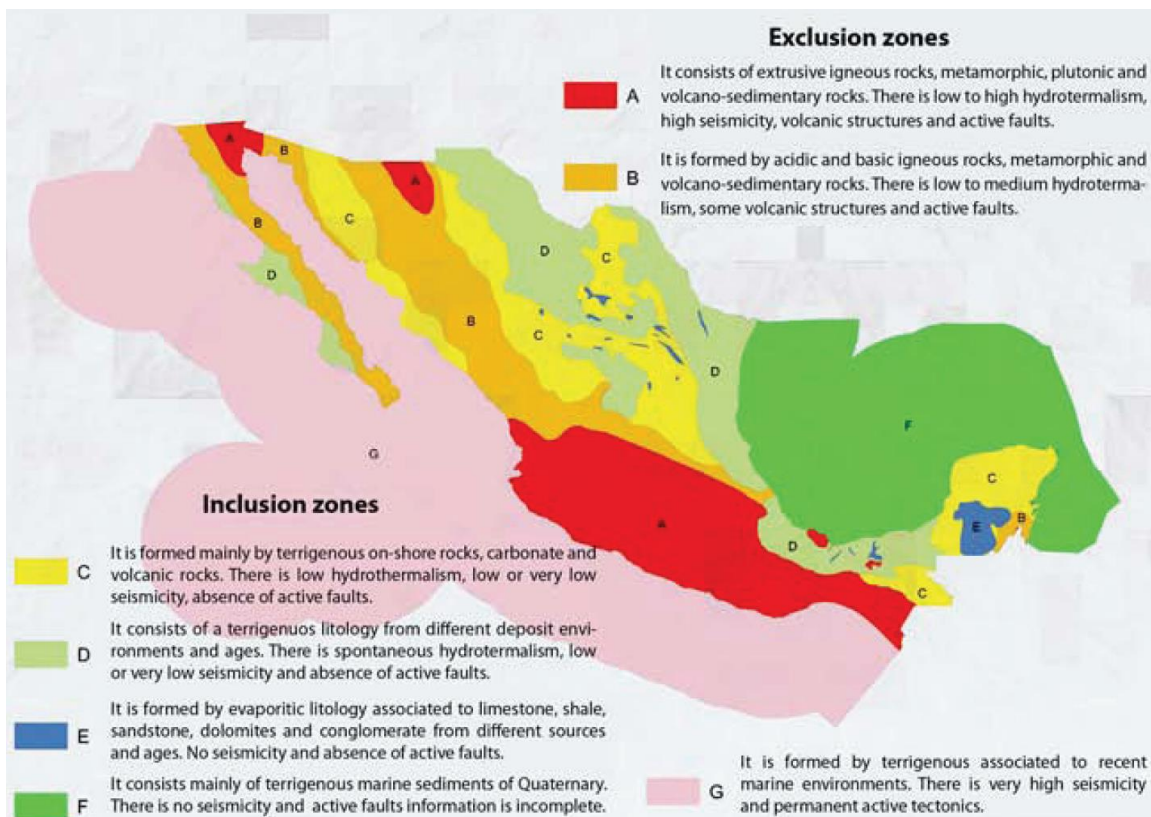 Exclusion zones
A
It consists of extrusive igneous rocks, metamorphic, plutonic and
volcano-sedimentary rocks. There is low to high hydrotermalism,
high seismicity, volcanic structures and active faults.
B
It is formed by acidic and basic igneous rocks, metamorphic and
volcano-sedimentary rocks. There is low to medium hydroterma-
lism, some volcanic structures and active faults.
A
B
A
C
B
D
C
D
B
C
D
F
G
C
E
B
A
D
C
Inclusion zones
C
It is formed mainly by terrigenous on-shore rocks, carbonate and
volcanic rocks. There is low hydrothermalism, low or very low
seismicity, absence of active faults.
D
It consists of a terrigenuos litology from different deposit envi-
ronments and ages. There is spontaneous hydrotermalism, low
or very low seismicity and absence of active faults.
E
It is formed by evaporitic litology associated to limestone, shale,
sandstone, dolomites and conglomerate from different sources
and ages. No seismicity and absence of active faults.
F
It consists mainly of terrigenous marine sediments of Quaternary.
There is no seismicity and active faults information is incomplete.
G
It is formed by terrigenous associated to recent
marine environments. There is very high seismicity
and permanent active tectonics.